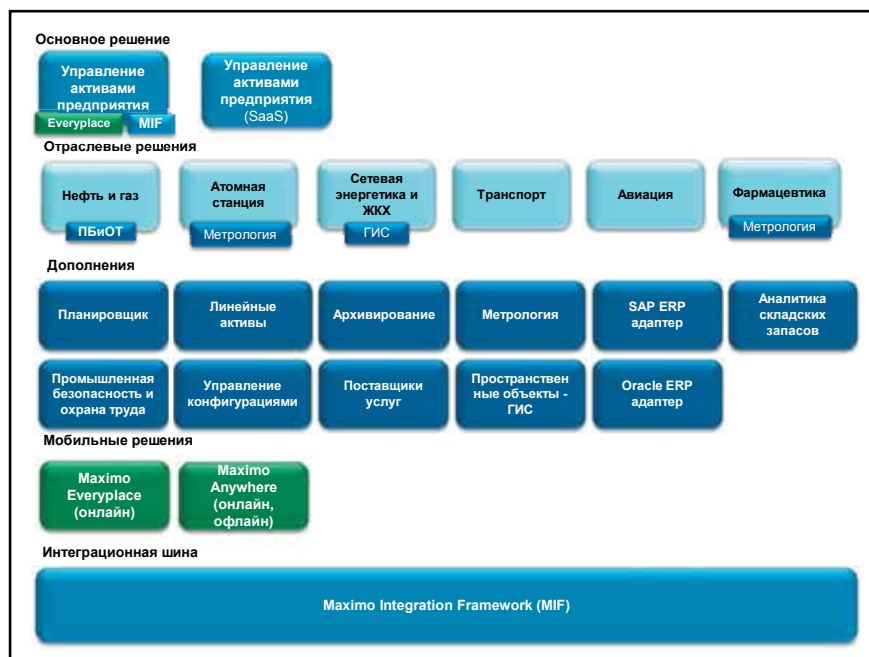 Основное решение
Управление
активами
предприятия
Everyplace
MIF
Управление
активами
предприятия
(SaaS)
Отраслевые решения
Нефть и газ
ПБиОТ
Атомная
станция
Метрология
Сетевая
энергетика и
ЖКХ
ГИС
Транспорт
Авиация
Фармацевтика
Метрология
Дополнения
Планировщик
Линейные
активы
Архивирование
Метрология
SAP ERP
адаптер
Аналитика
складских
запасов
Промышленная
безопасность и
охрана труда
Управление
конфигурациями
Поставщики
услуг
Пространствен
ные объекты -
ГИС
Oracle ERP
адаптер
Мобильные решения
Maximo
Everyplace
(онлайн)
Maximo
Anywhere
(онлайн,
офлайн)
Интеграционная шина
Maximo Integration Framework (MIF)